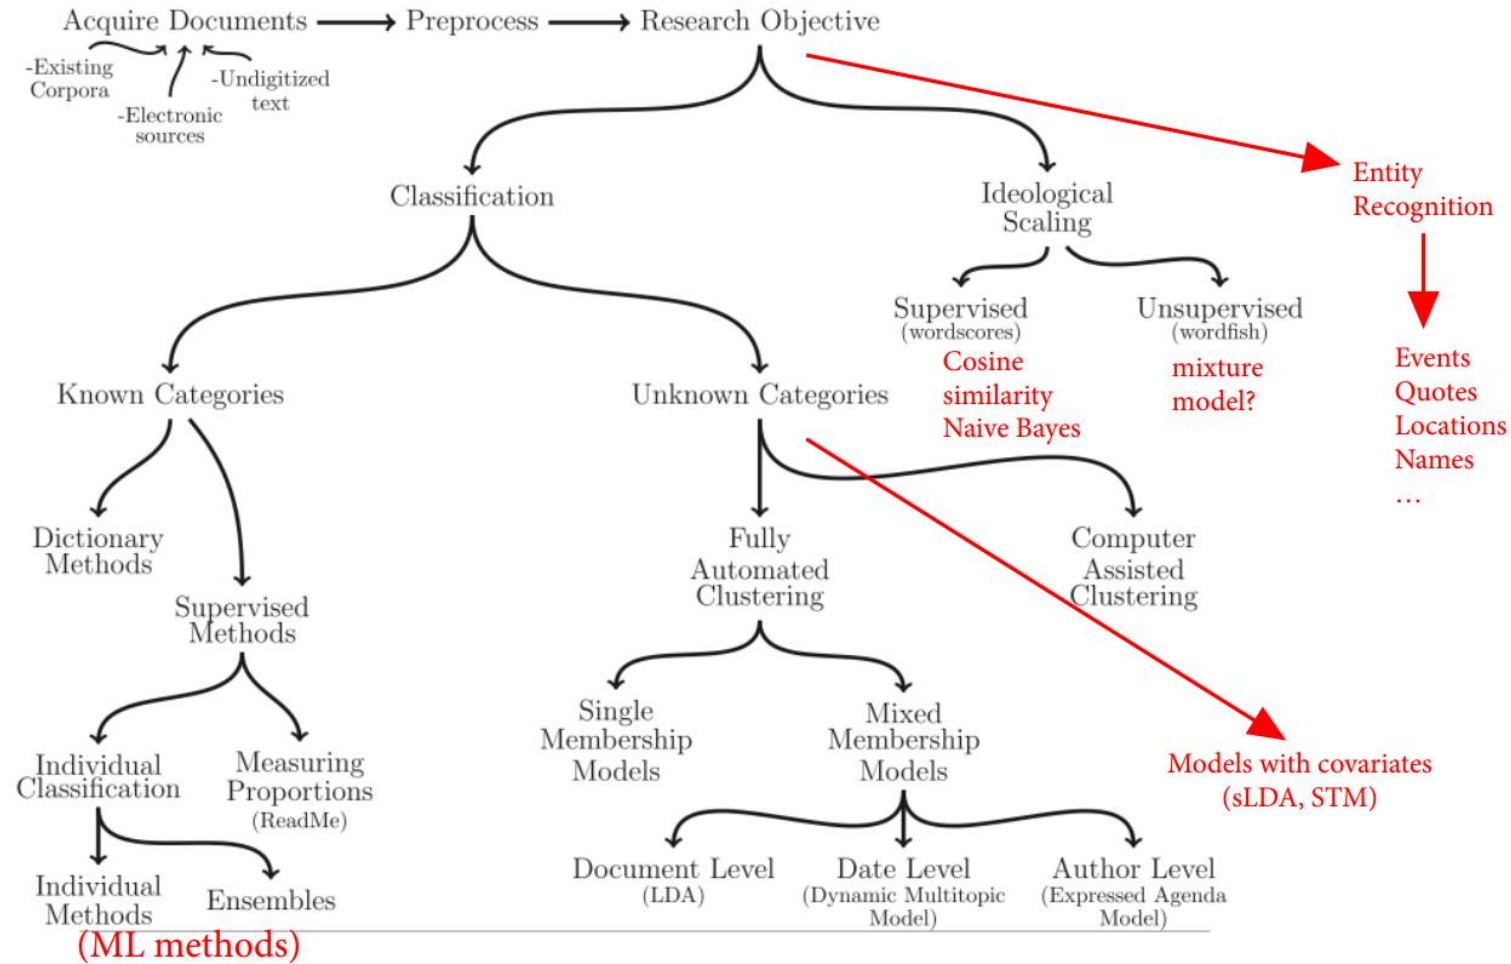 Acquire Documents
Preprocess
Research Objective
-Existing
Corpora
-Electronic
sources
-Undigitized
text
Classification
Ideological
Scaling
Entity
Recognition
Supervised
(wordscores)
Cosine
similarity
Naive Bayes
Unsupervised
(wordfish)
mixture
model?
Events
Quotes
Locations
Names
…
Known Categories
Unknown Categories
Dictionary
Methods
Supervised
Methods
Fully
Automated
Clustering
Computer
Assisted
Clustering
Individual
Classification
Measuring
Proportions
(ReadMe)
Single
Membership
Models
Mixed
Membership
Models
Models with covariates
(sLDA, STM)
Individual
Methods
Ensembles
(ML methods)
Document Level
(LDA)
Date Level
(Dynamic Multitopic
Model)
Author Level
(Expressed Agenda
Model)